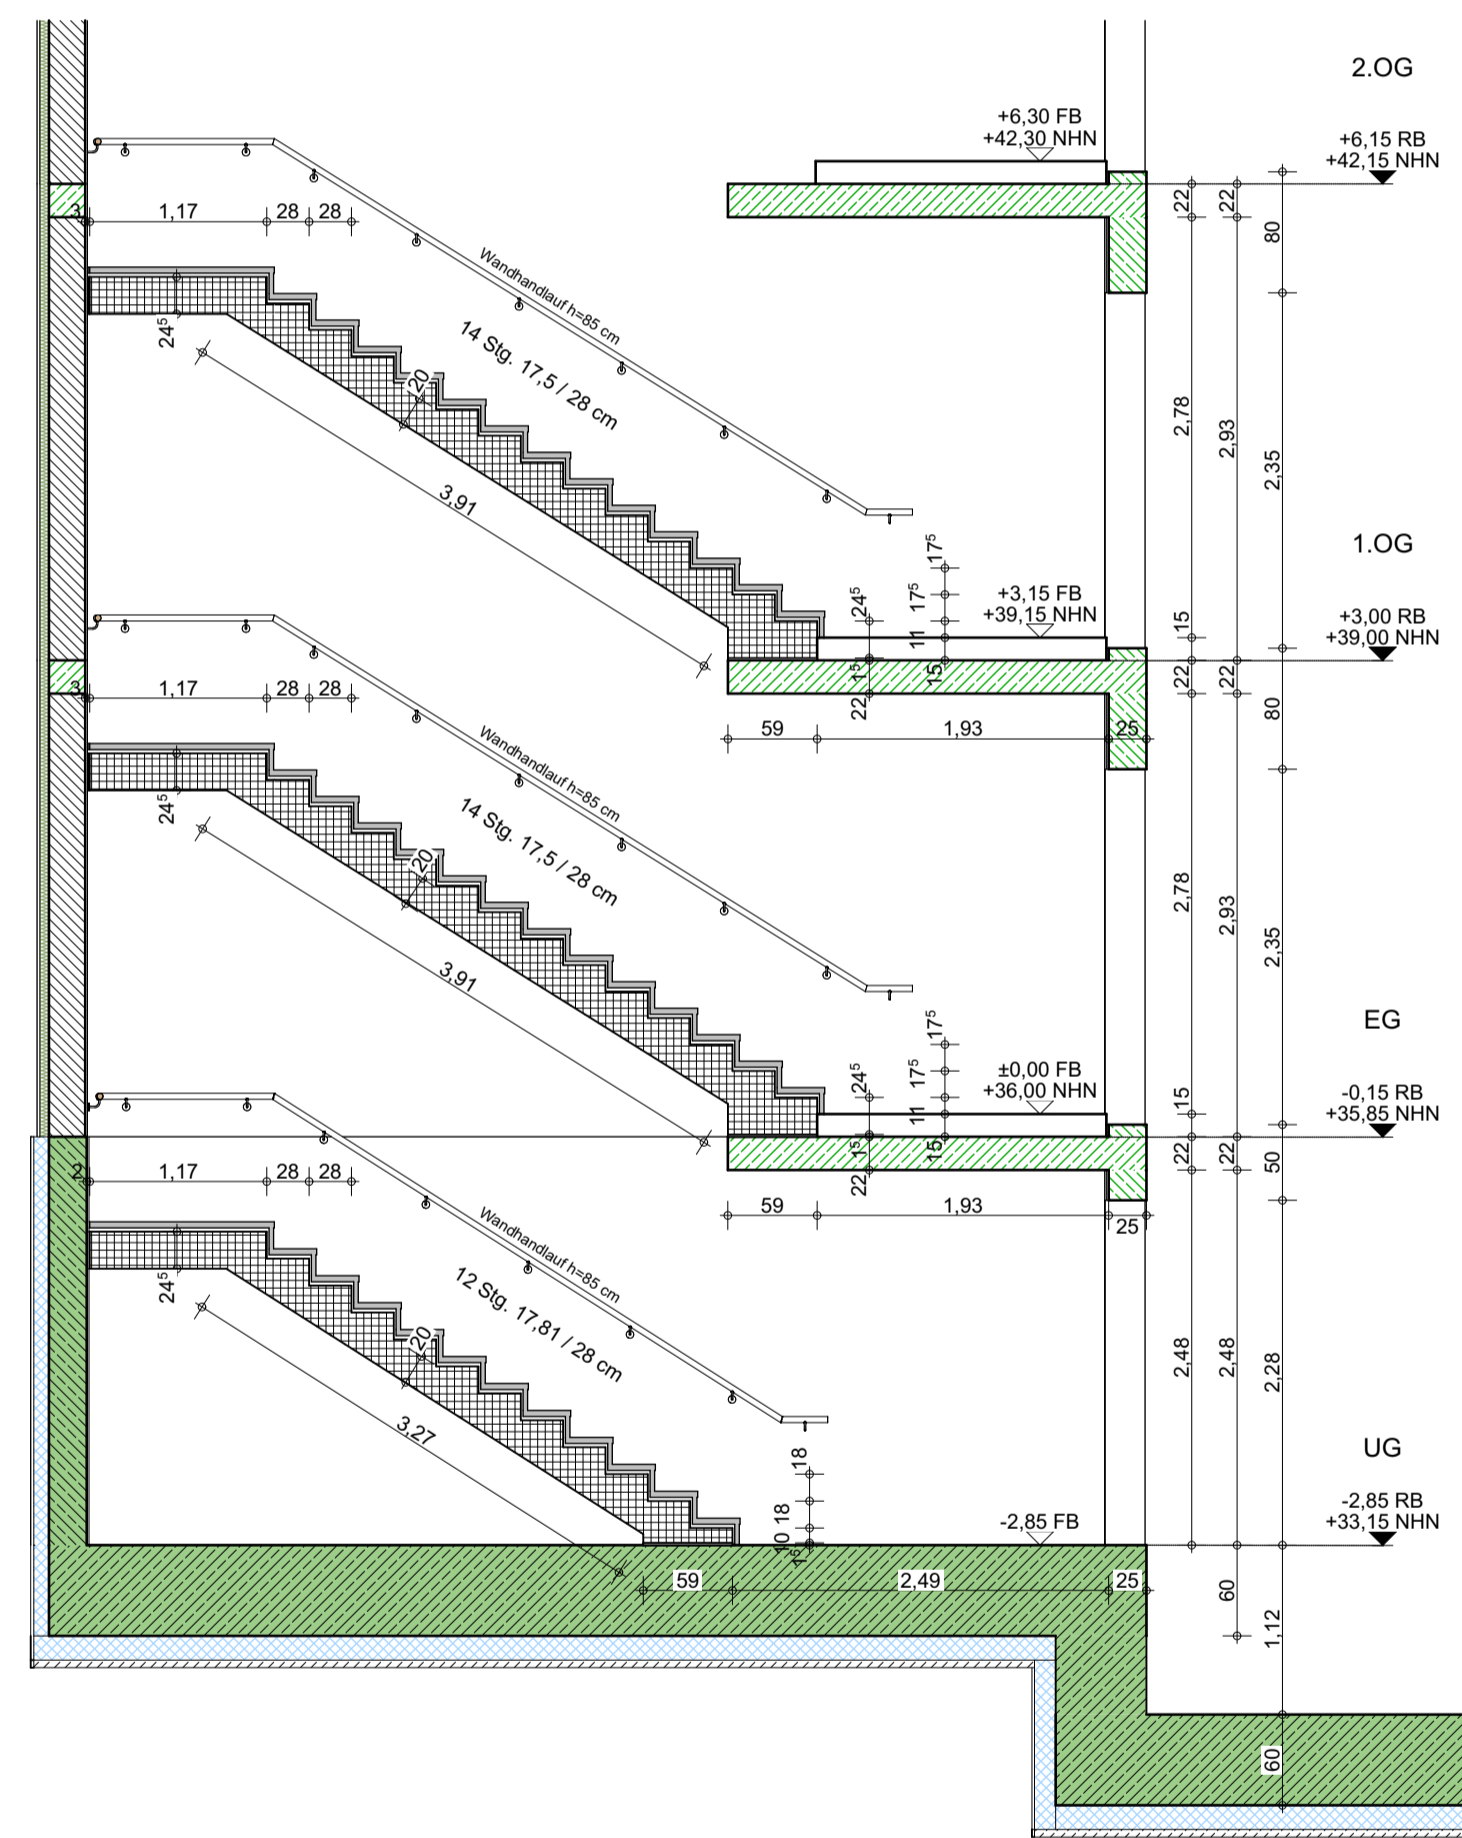 2.OG
+6,30 FB
+42,30 NHN
+6,15 RB
+42,15 NHN
3
1,17
28
28
22
22
80
Wandhandlauf h=85 cm
14 Stg. 17,5 / 28 cm
24⁵
20
3,91
2,78
2,93
2,35
1.OG
17⁵
17⁵
24⁵
11
15
1⁵
22
+3,15 FB
+39,15 NHN
+3,00 RB
+39,00 NHN
15
22
22
80
3
1,17
28
28
59
1,93
25
Wandhandlauf h=85 cm
14 Stg. 17,5 / 28 cm
24⁵
20
3,91
2,78
2,93
2,35
EG
17⁵
17⁵
24⁵
11
15
1⁵
22
±0,00 FB
+36,00 NHN
-0,15 RB
+35,85 NHN
15
22
22
50
2
1,17
28
28
59
1,93
25
Wandhandlauf h=85 cm
12 Stg. 17,81 / 28 cm
24⁵
20
3,27
2,48
2,48
2,28
UG
18
18
10
1⁵
-2,85 FB
-2,85 RB
+33,15 NHN
59
2,49
25
60
1,12
60